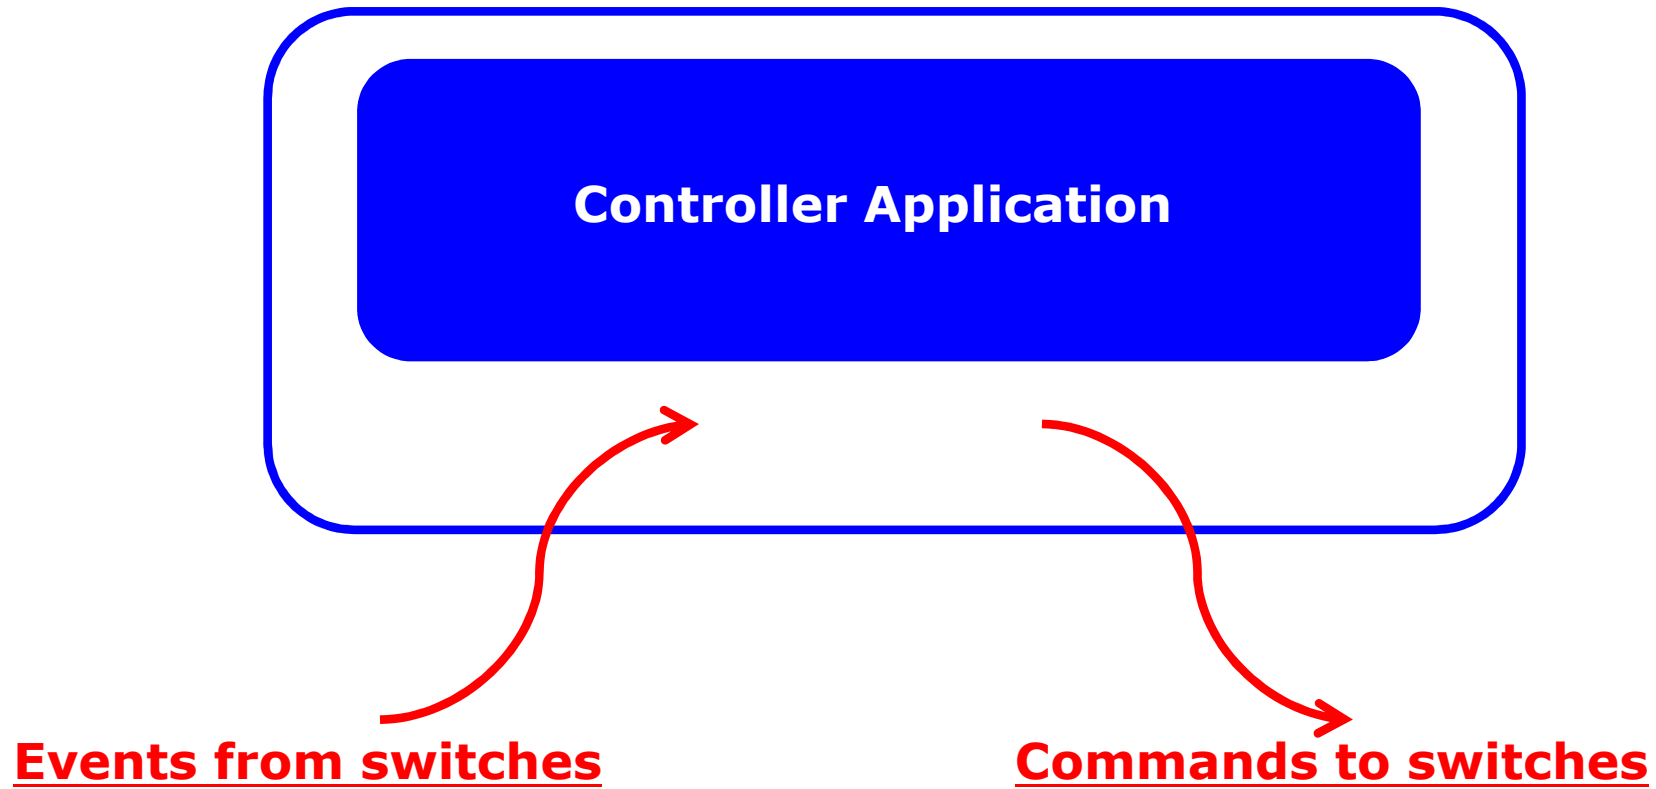 Controller Application
Events from switches
Commands to switches